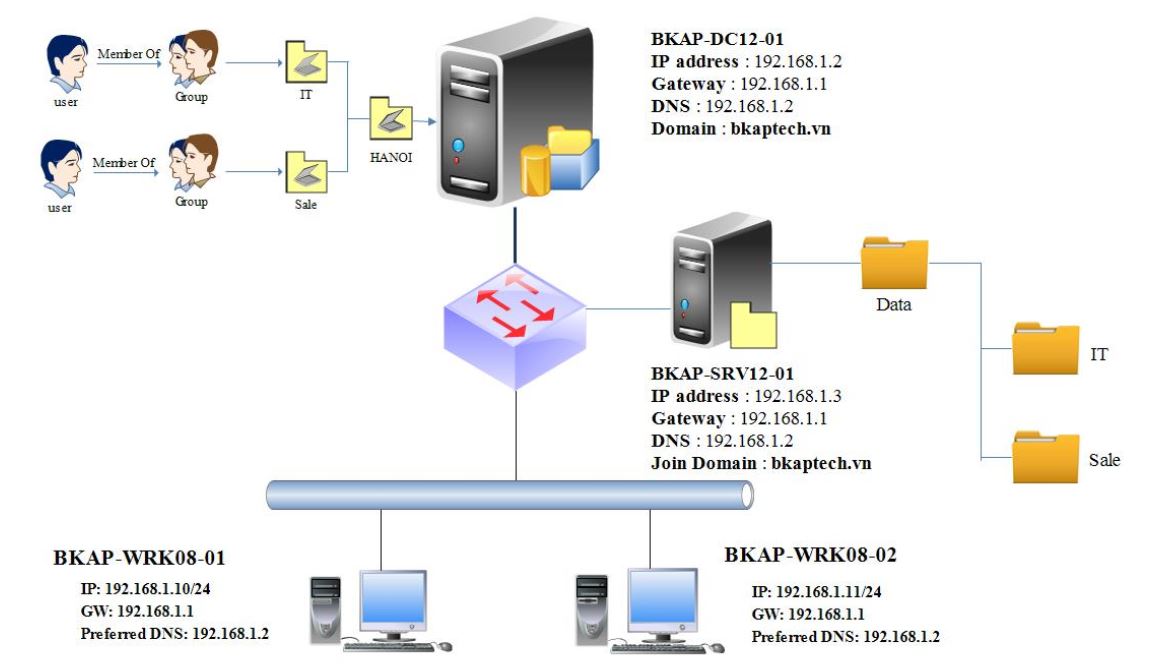 Member Of
user
Group
IT
Member Of
user
Group
Sale
HANOI
BKAP-DC12-01
IP address : 192.168.1.2
Gateway : 192.168.1.1
DNS : 192.168.1.2
Domain : bkaptech.vn
Data
IT
Sale
BKAP-SRV12-01
IP address : 192.168.1.3
Gateway : 192.168.1.1
DNS : 192.168.1.2
Join Domain : bkaptech.vn
BKAP-WRK08-01
IP: 192.168.1.10/24
GW: 192.168.1.1
Preferred DNS: 192.168.1.2
BKAP-WRK08-02
IP: 192.168.1.11/24
GW: 192.168.1.1
Preferred DNS: 192.168.1.2